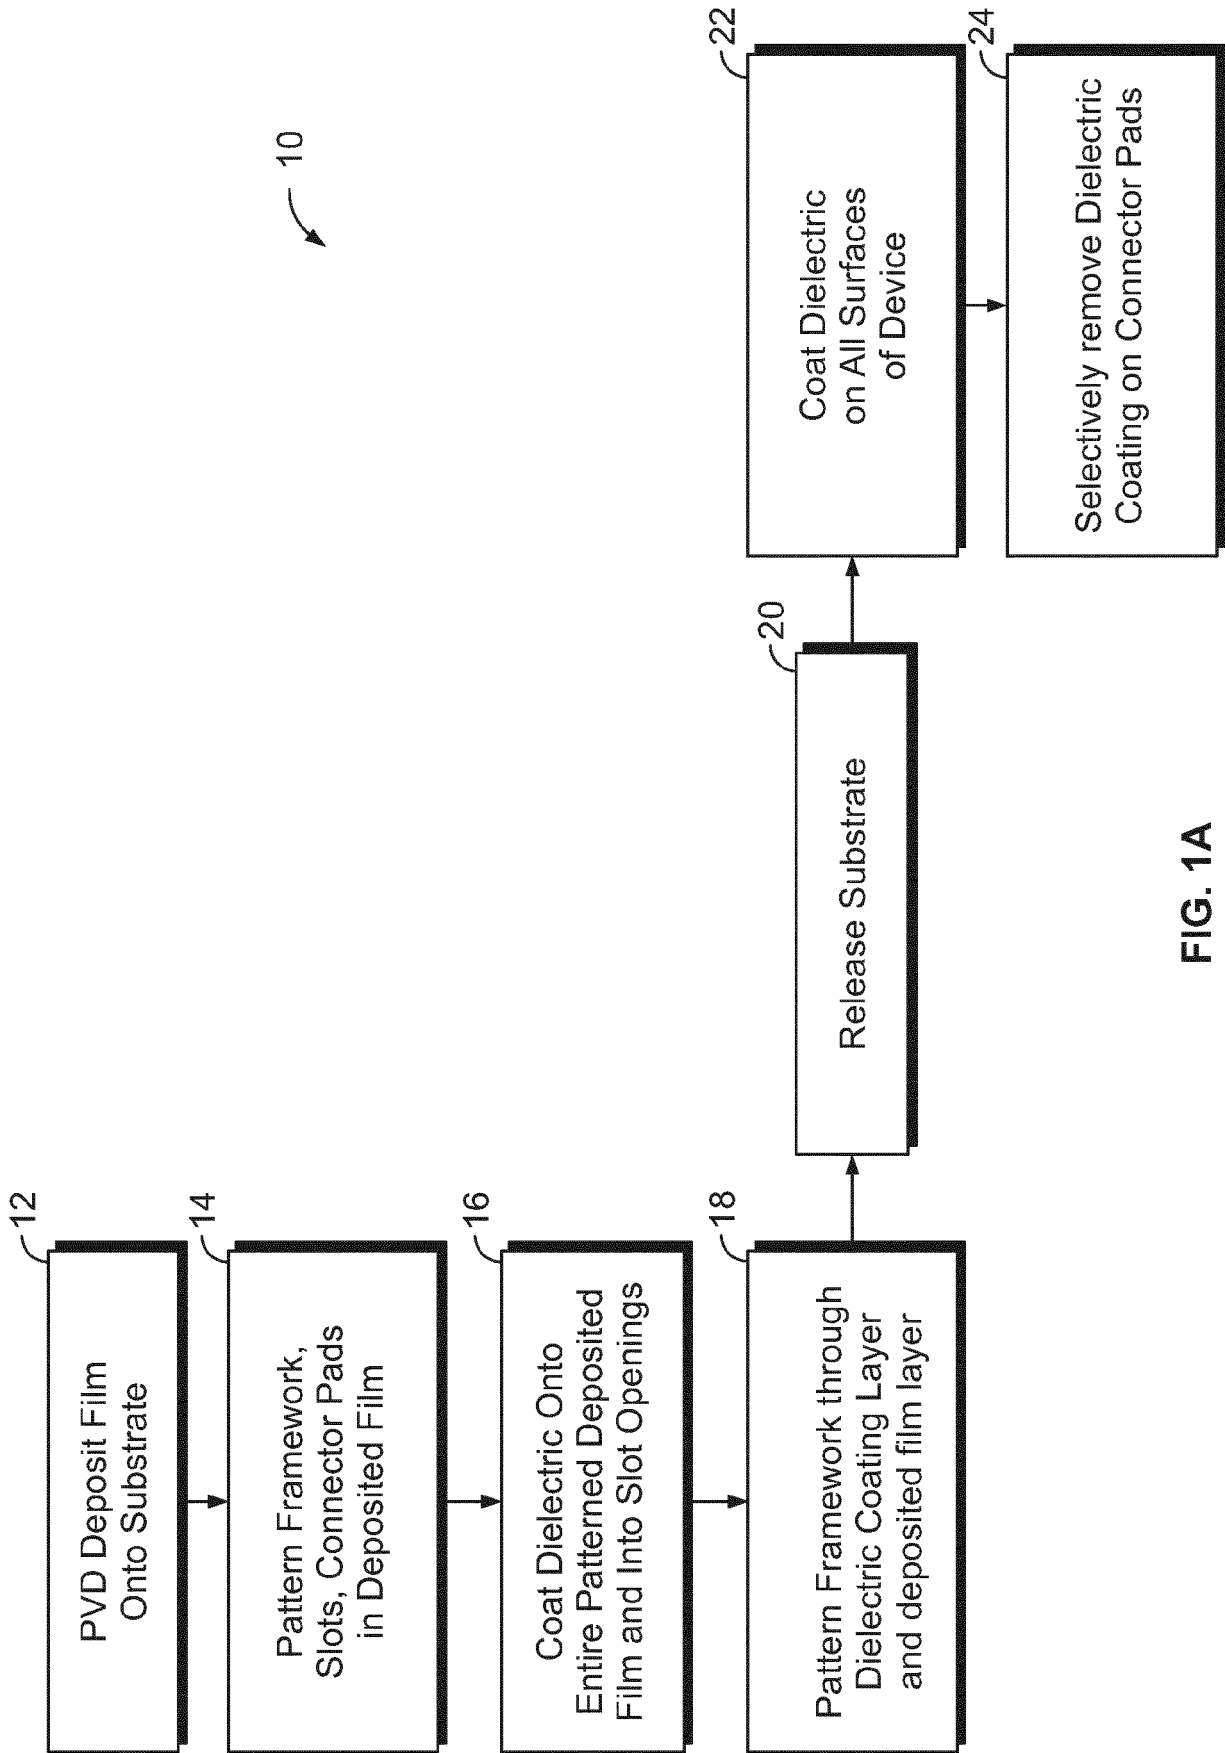 10
12
PVD Deposit Film
Onto Substrate
14
Pattern Framework,
Slots, Connector Pads
in Deposited Film
16
Coat Dielectric Onto
Entire Patterned Deposited
Film and Into Slot Openings
18
Pattern Framework through
Dielectric Coating Layer
and deposited film layer
20
Release Substrate
22
Coat Dielectric
on All Surfaces
of Device
24
Selectively remove Dielectric
Coating on Connector Pads
FIG. 1A